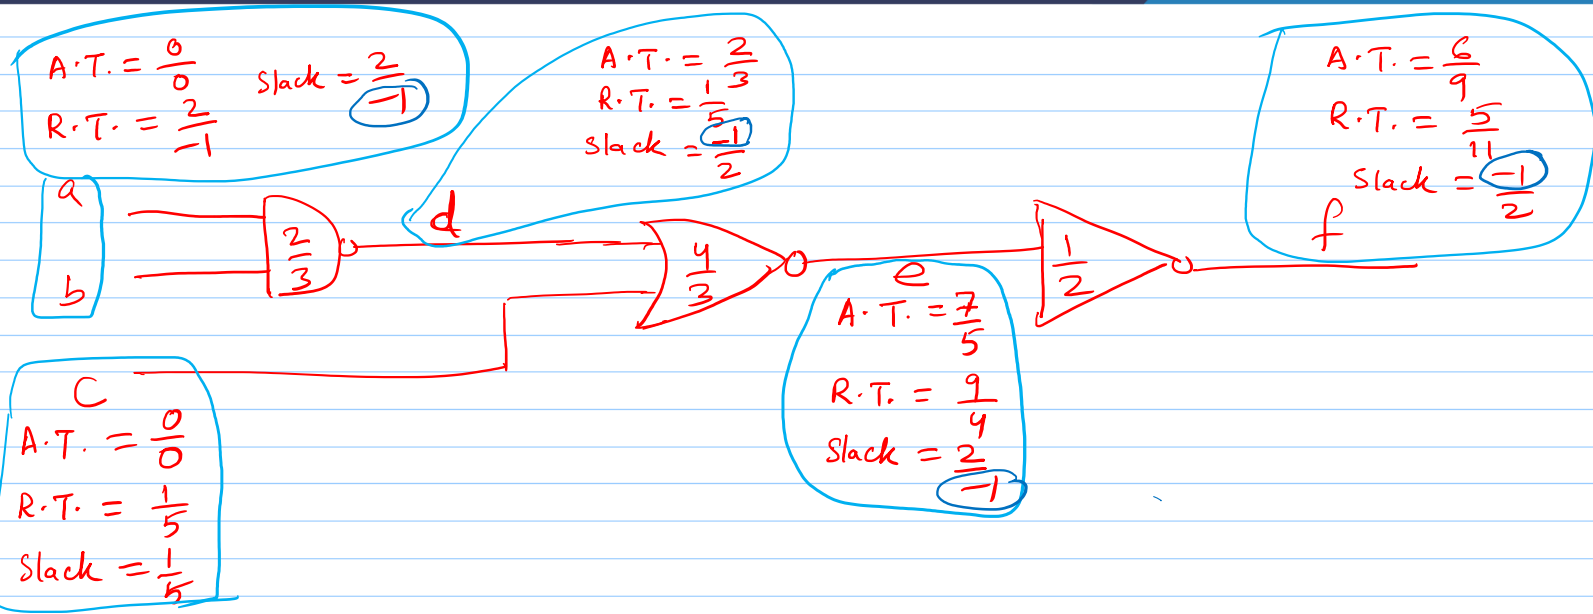 A.T. = 0/0
R.T. = 2/-1
Slack = 2/-1
A.T. = 2/3
R.T. = 1/5
Slack = -1/2
A.T. = 6/9
R.T. = 5/11
Slack = -1/2
a
b
2/3
d
4/3
e
1/2
f
A.T. = 7/5
R.T. = 9/4
Slack = 2/-1
C
A.T. = 0/0
R.T. = 1/5
Slack = 1/5